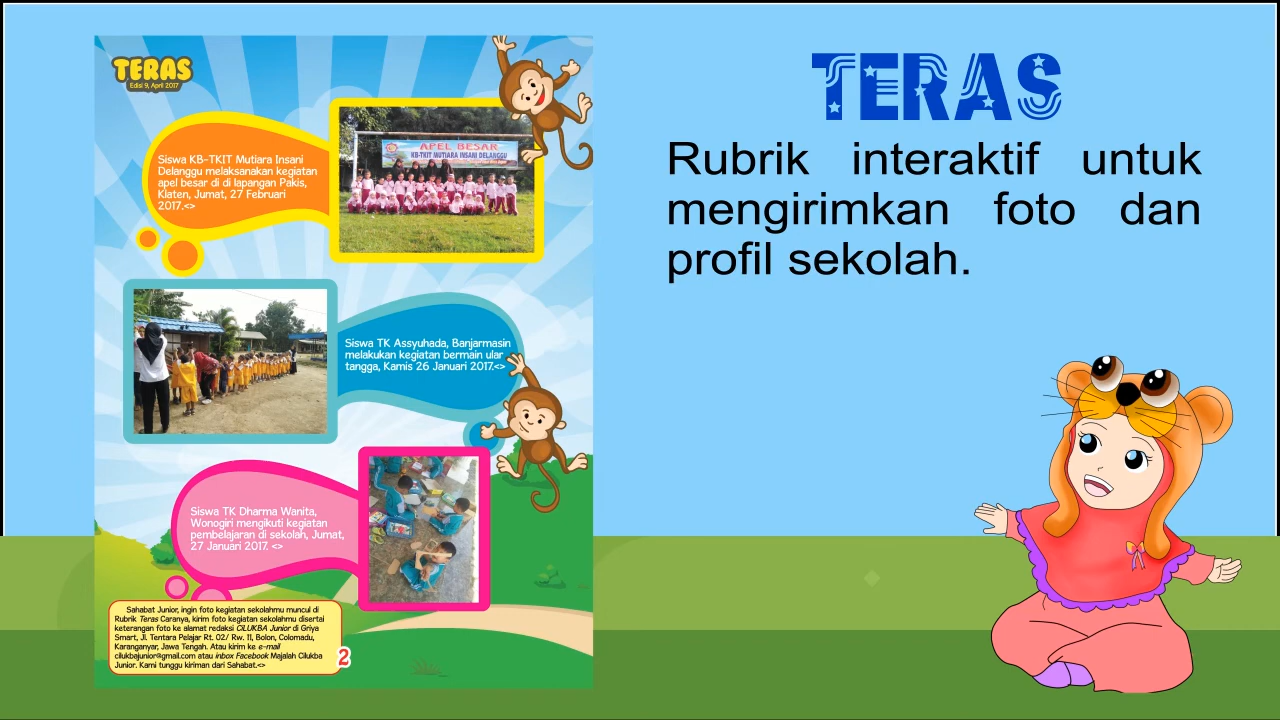 TERAS
Edisi 9, April 2017
Siswa KB-TKIT Mutiara Insani
Delanggu melaksanakan kegiatan
apel besar di di lapangan Pakis,
Klaten, Jumat, 27 Februari
2017.<>
APEL BESAR
KB-TKIT MUTIARA INSANI DELANGGU
Siswa TK Assyuhada, Banjarmasin
melakukan kegiatan bermain ular
tangga, Kamis 26 Januari 2017.<>
Siswa TK Dharma Wanita,
Wonogiri mengikuti kegiatan
pembelajaran di sekolah, Jumat,
27 Januari 2017. <>
Sahabat Junior, ingin foto kegiatan sekolahmu muncul di
Rubrik Teras Caranya, kirim foto kegiatan sekolahmu disertai
keterangan foto ke alamat redaksi CILUKBA Junior di Griya
Smart, Jl. Tentara Pelajar Rt. 02/ Rw. 11, Bolon, Colomadu,
Karanganyar, Jawa Tengah. Atau kirim ke e-mail
cilukbajunior@gmail.com atau inbox Facebook Majalah Cilukba
Junior. Kami tunggu kiriman dari Sahabat.<>
2
TERAS
Rubrik interaktif untuk
mengirimkan foto dan
profil sekolah.